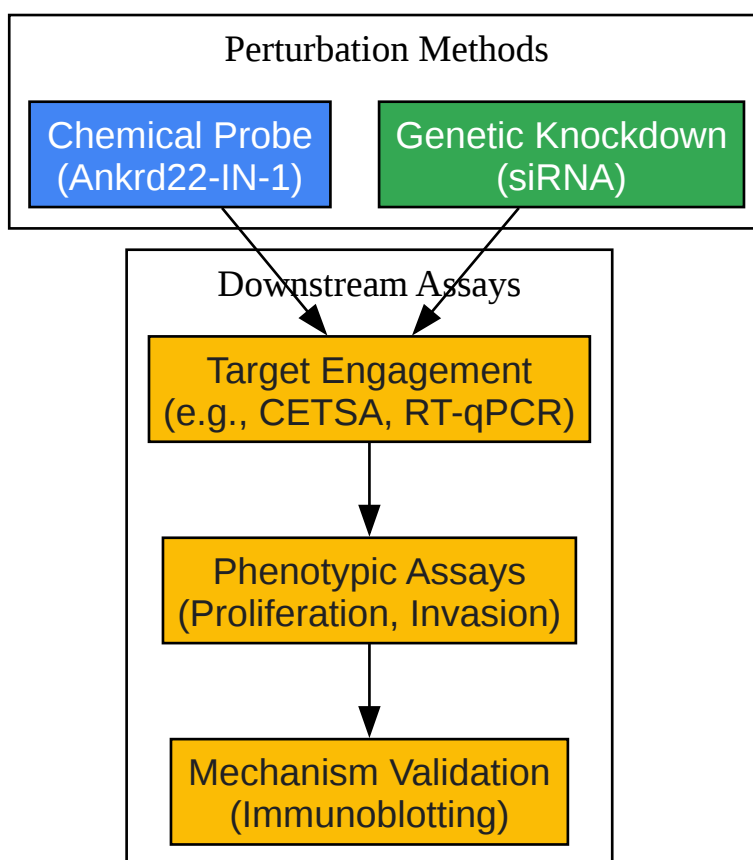 Perturbation Methods
Chemical Probe
(Ankrd22-IN-1)
Genetic Knockdown
(siRNA)
Downstream Assays
Target Engagement
(e.g., CETSA, RT-qPCR)
Phenotypic Assays
(Proliferation, Invasion)
Mechanism Validation
(Immunoblotting)